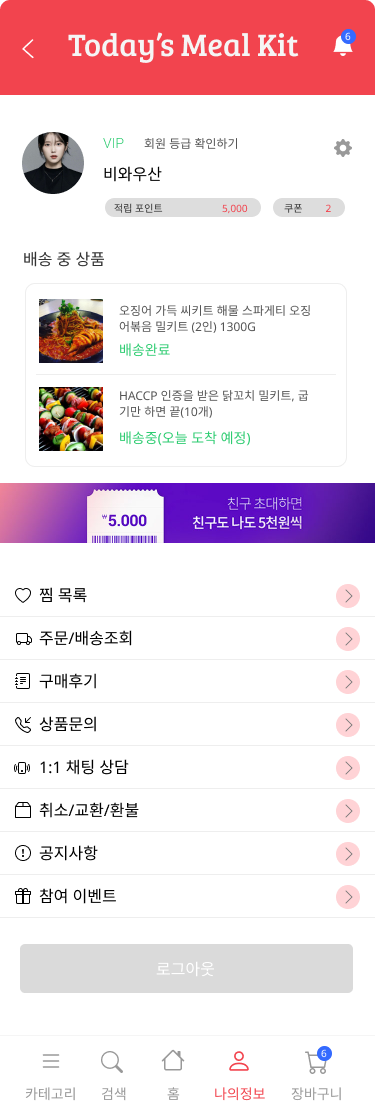 Today's Meal Kit
6
VIP 회원 등급 확인하기
비와우산
적립 포인트 5,000 쿠폰 2
배송 중 상품
오징어 가득 씨키트 해물 스파게티 오징
어볶음 밀키트 (2인) 1300G
배송완료
HACCP 인증을 받은 닭꼬치 밀키트, 굽
기만 하면 끝(10개)
배송중(오늘 도착 예정)
₩5.000
친구 초대하면
친구도 나도 5천원씩
찜 목록
주문/배송조회
구매후기
상품문의
1:1 채팅 상담
취소/교환/환불
공지사항
참여 이벤트
로그아웃
6
카테고리 검색 홈 나의정보 장바구니